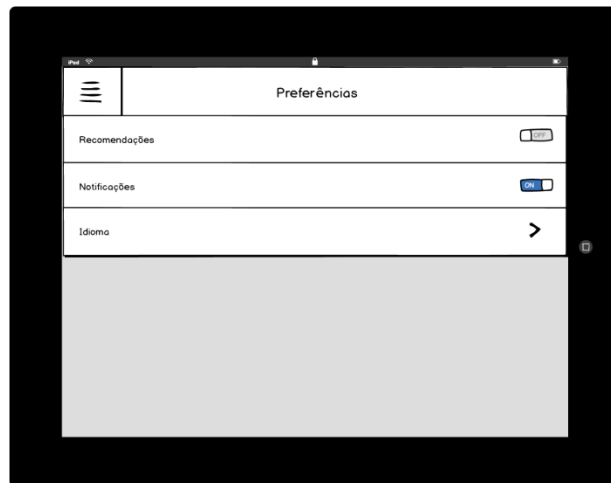 iPad
Preferências
Recomendações
OFF
Notificações
ON
Idioma